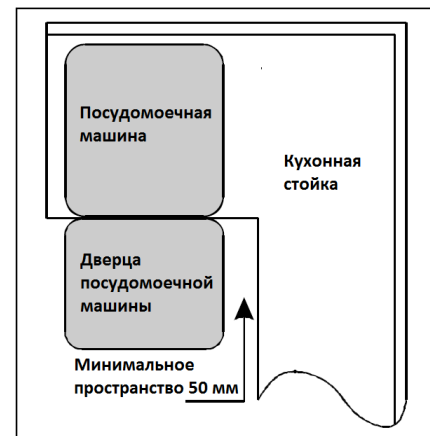 Посудомоечная
машина
Кухонная
стойка
Дверца
посудомоечной
машины
Минимальное
пространство 50 мм